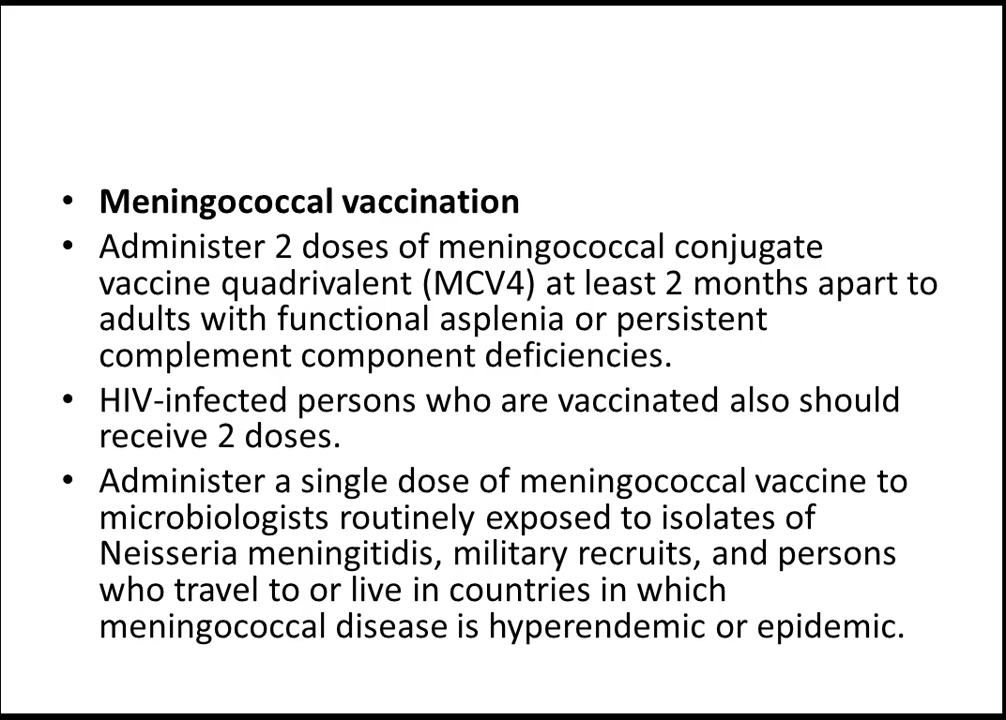 • Meningococcal vaccination
• Administer 2 doses of meningococcal conjugate
vaccine quadrivalent (MCV4) at least 2 months apart to
adults with functional asplenia or persistent
complement component deficiencies.
• HIV-infected persons who are vaccinated also should
receive 2 doses.
• Administer a single dose of meningococcal vaccine to
microbiologists routinely exposed to isolates of
Neisseria meningitidis, military recruits, and persons
who travel to or live in countries in which
meningococcal disease is hyperendemic or epidemic.